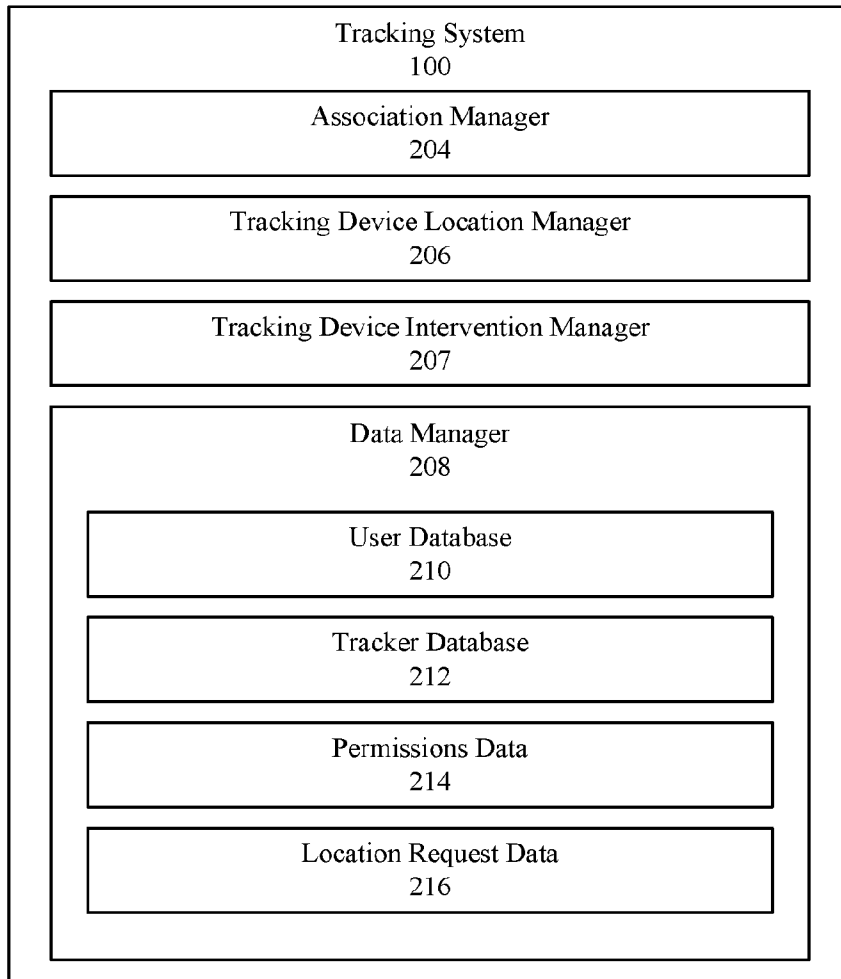 Tracking System
100
Association Manager
204
Tracking Device Location Manager
206
Tracking Device Intervention Manager
207
Data Manager
208
User Database
210
Tracker Database
212
Permissions Data
214
Location Request Data
216